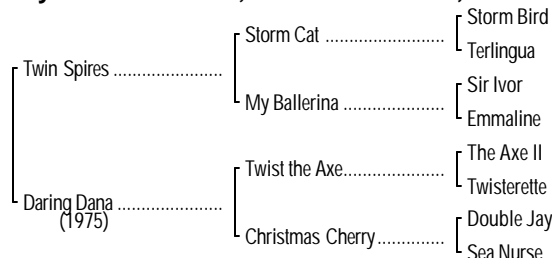 Storm Bird
Storm Cat ........................
Terlingua
Twin Spires .......................
Sir Ivor
My Ballerina .....................
Emmaline
The Axe II
Twist the Axe.....................
Twisterette
Daring Dana ......................
(1975)
Double Jay
Christmas Cherry..............
Sea Nurse